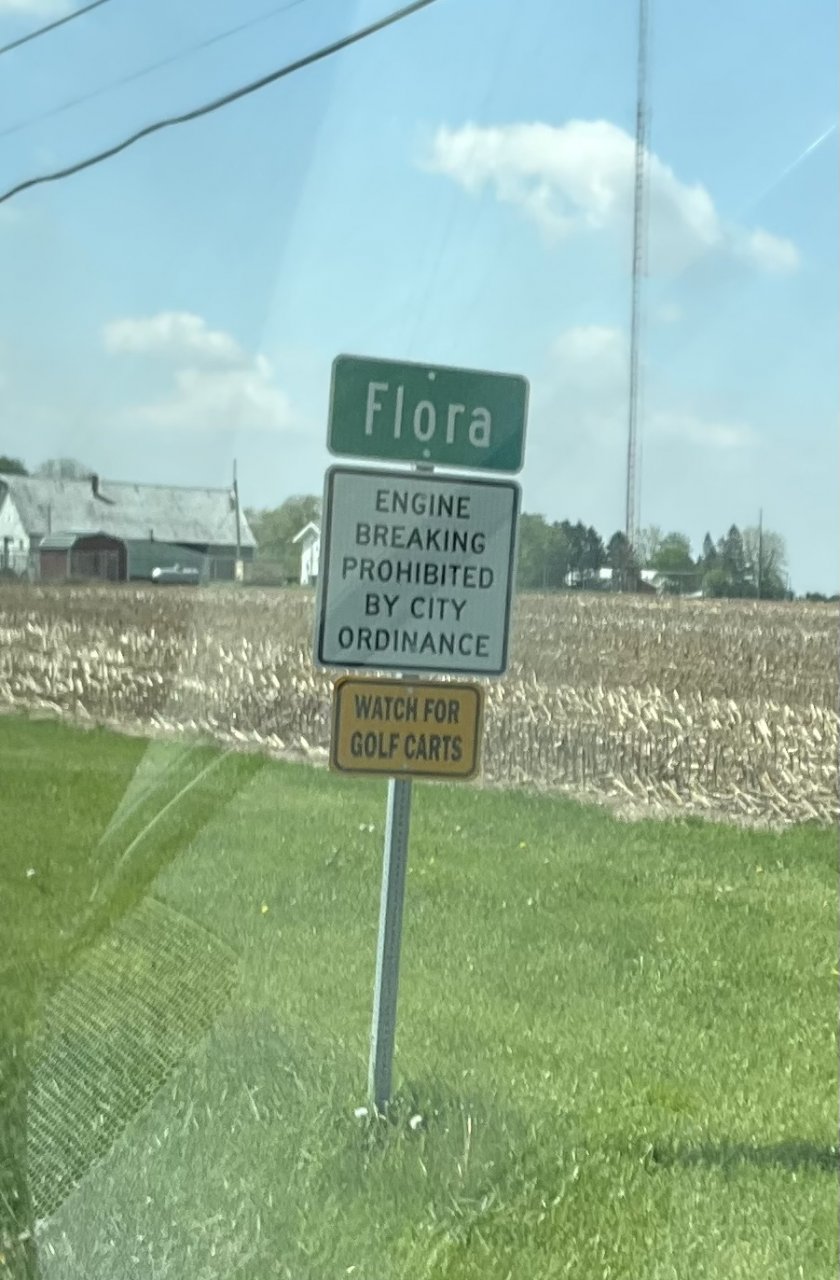 Flora
ENGINE
BREAKING
PROHIBITED
BY CITY
ORDINANCE
WATCH FOR
GOLF CARTS